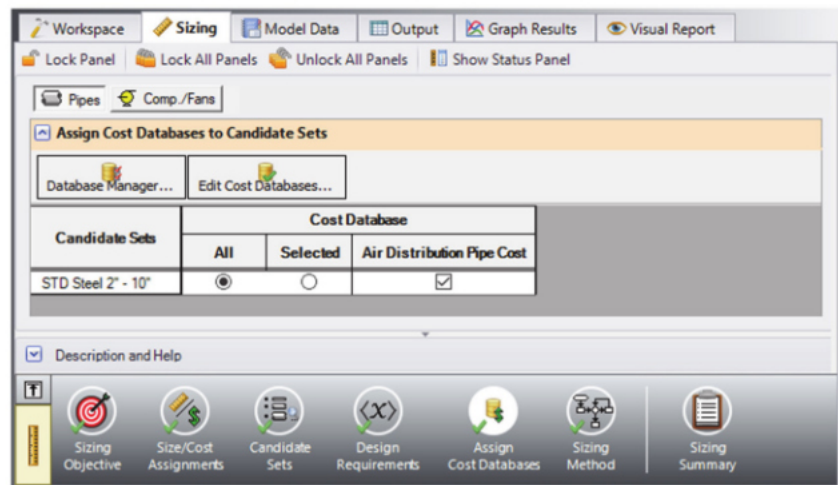 Workspace Sizing Model Data Output Graph Results Visual Report
Lock Panel Lock All Panels Unlock All Panels Show Status Panel
Pipes Comp./Fans
Assign Cost Databases to Candidate Sets
Database Manager... Edit Cost Databases...
Candidate Sets
Cost Database
All Selected Air Distribution Pipe Cost
STD Steel 2" - 10"
Description and Help
Sizing Objective
Size/Cost Assignments
Candidate Sets
Design Requirements
Assign Cost Databases
Sizing Method
Sizing Summary